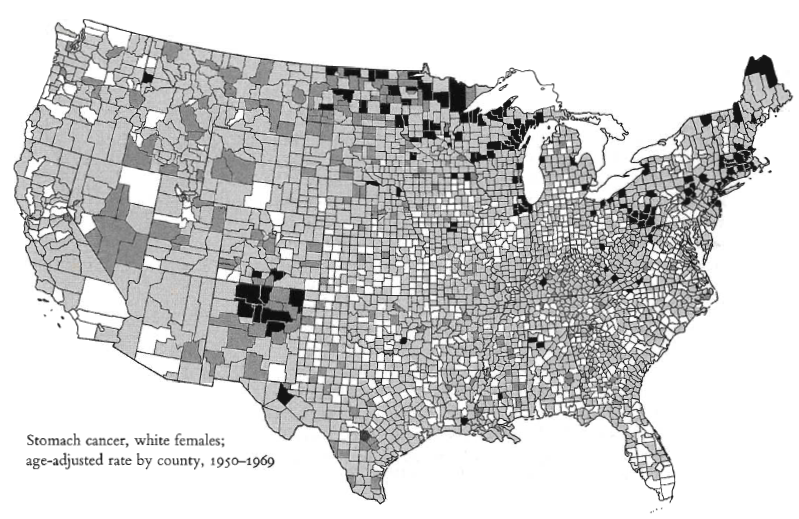 Stomach cancer, white females;
age-adjusted rate by county, 1950–1969